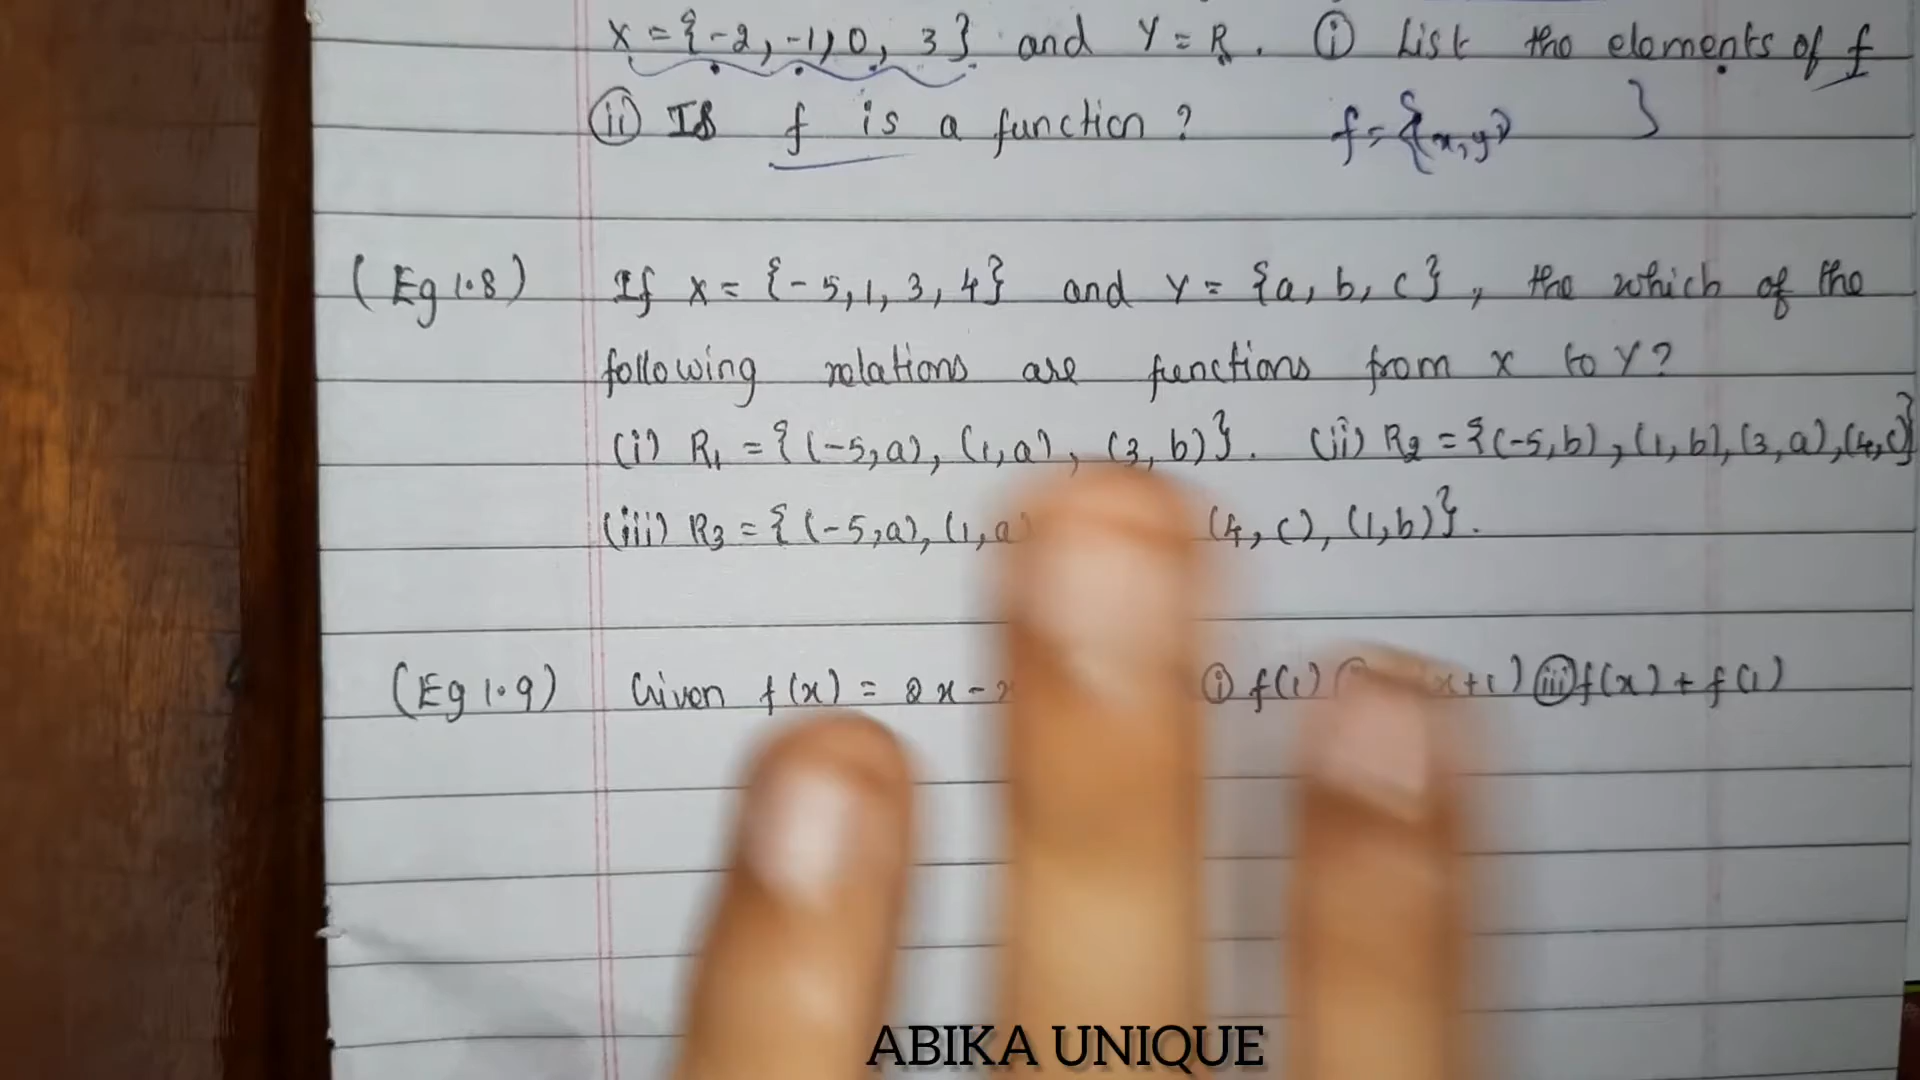 X = {-2, -1, 0, 3} and Y = R. (i) List the elements of f
(ii) Is f is a function ? f = {(x,y) }
(Eg 1.8) If x = {-5, 1, 3, 4} and Y = {a, b, c}, the which of the
following relations are functions from x to Y?
(i) R1 = {(-5,a), (1,a), (3,b)}. (ii) R2 = {(-5,b), (1,b), (3,a), (4,c)}
(iii) R3 = {(-5,a), (1,a) (4,c), (1,b)}.
(Eg 1.9) Given f(x) = 2x - (i) f(1) x+1) (iii) f(x) + f(1)
ABIKA UNIQUE